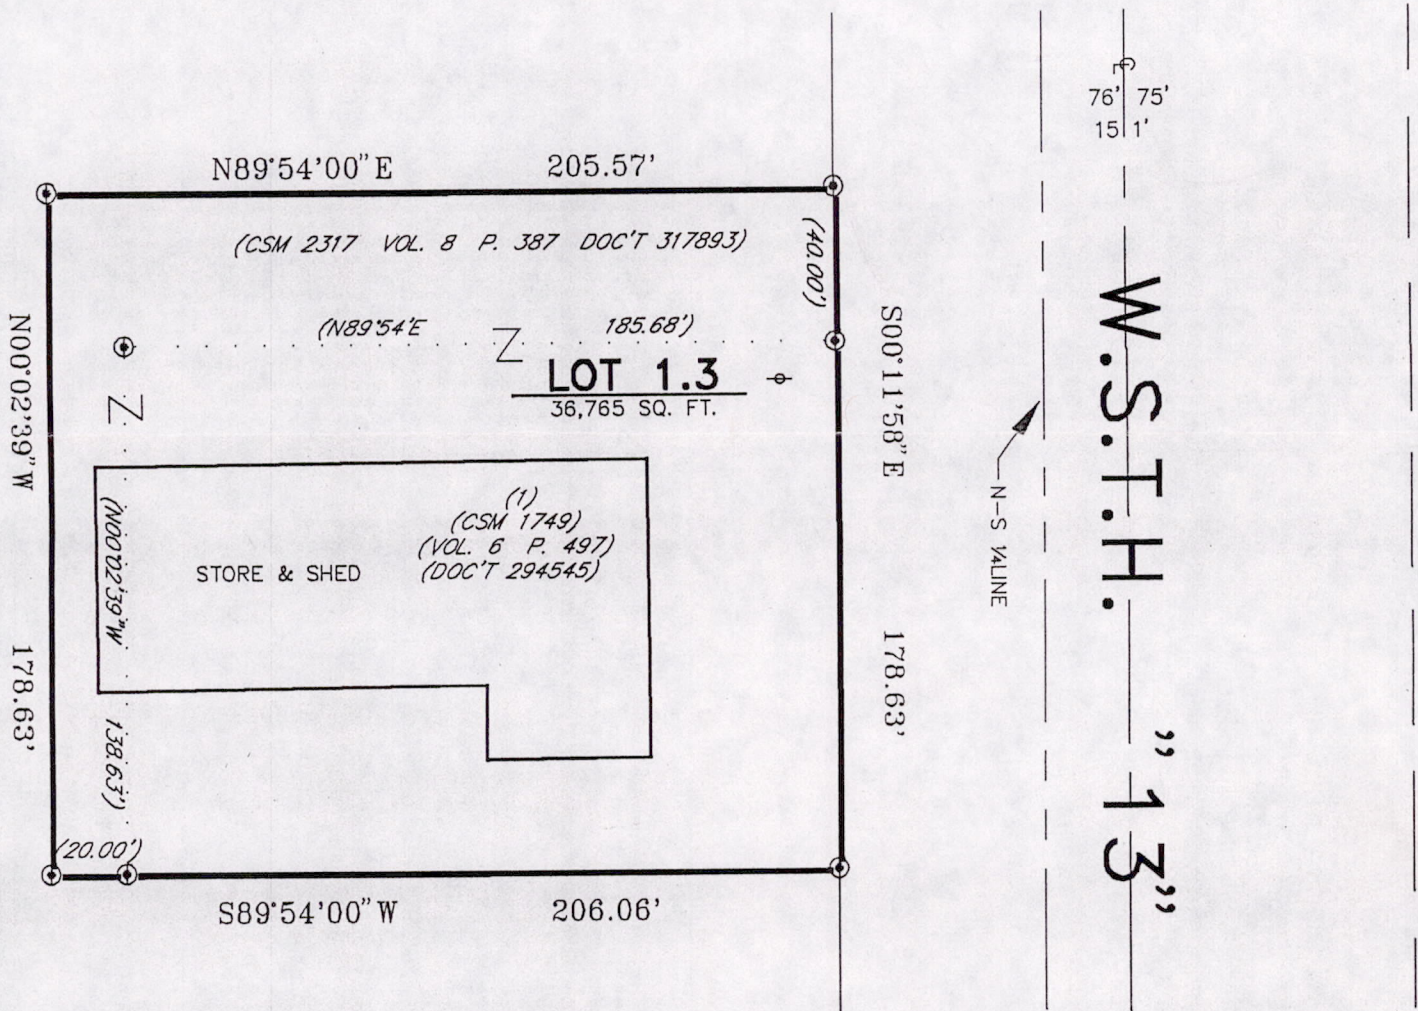 76' 75'
151'
N89°54'00"E 205.57'
(CSM 2317 VOL. 8 P. 387 DOC'T 317893)
(40.00')
(N89°54'E 185.68')
LOT 1.3
36,765 SQ. FT.
N00°02'39"W 178.63'
S00°11'58"E 178.63'
(N00°02'39"W 138.63')
(1)
(CSM 1749)
(VOL. 6 P. 497)
(DOC'T 294545)
STORE & SHED
(20.00')
S89°54'00"W 206.06'
N-S ¼LINE
W.S.T.H. "13"